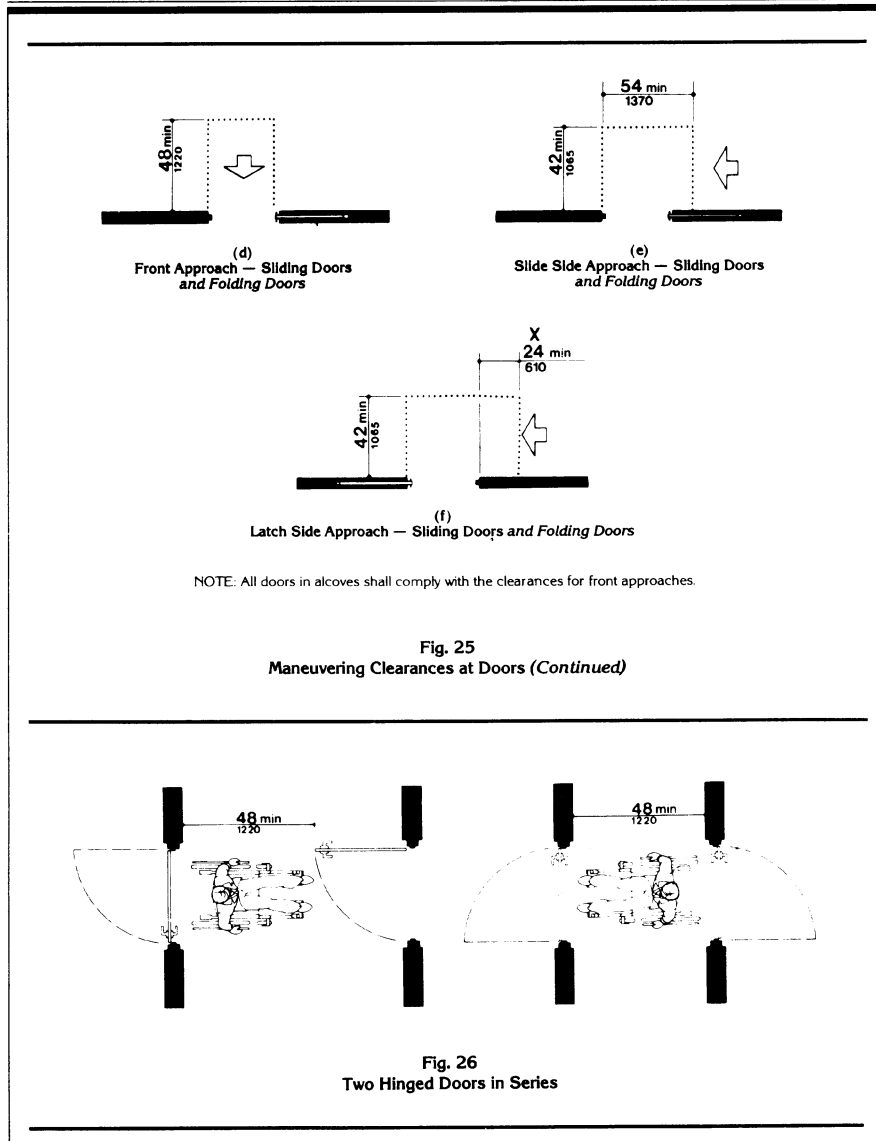 54 min
1370
48 min
1220
42 min
1065
(d)
Front Approach — Sliding Doors
and Folding Doors
(e)
Slide Side Approach — Sliding Doors
and Folding Doors
X
24 min
610
42 min
1065
(f)
Latch Side Approach — Sliding Doors and Folding Doors
NOTE: All doors in alcoves shall comply with the clearances for front approaches.
Fig. 25
Maneuvering Clearances at Doors (Continued)
48 min
1220
48 min
1220
Fig. 26
Two Hinged Doors in Series